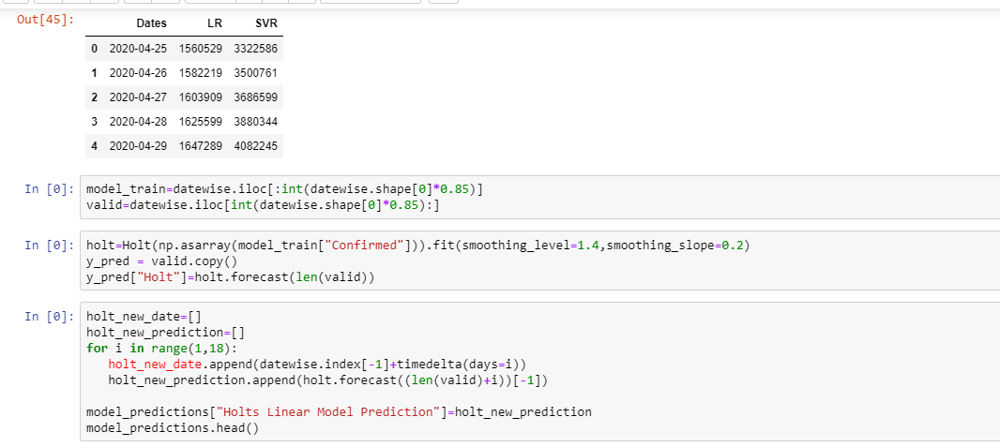 Out[45]:
Dates LR SVR
0 2020-04-25 1560529 3322586
1 2020-04-26 1582219 3500761
2 2020-04-27 1603909 3686599
3 2020-04-28 1625599 3880344
4 2020-04-29 1647289 4082245
In [0]: model_train=datewise.iloc[:int(datewise.shape[0]*0.85)]
valid=datewise.iloc[int(datewise.shape[0]*0.85):]
In [0]: holt=Holt(np.asarray(model_train["Confirmed"])).fit(smoothing_level=1.4,smoothing_slope=0.2)
y_pred = valid.copy()
y_pred["Holt"]=holt.forecast(len(valid))
In [0]: holt_new_date=[]
holt_new_prediction=[]
for i in range(1,18):
holt_new_date.append(datewise.index[-1]+timedelta(days=i))
holt_new_prediction.append(holt.forecast((len(valid)+i))[-1])
model_predictions["Holts Linear Model Prediction"]=holt_new_prediction
model_predictions.head()